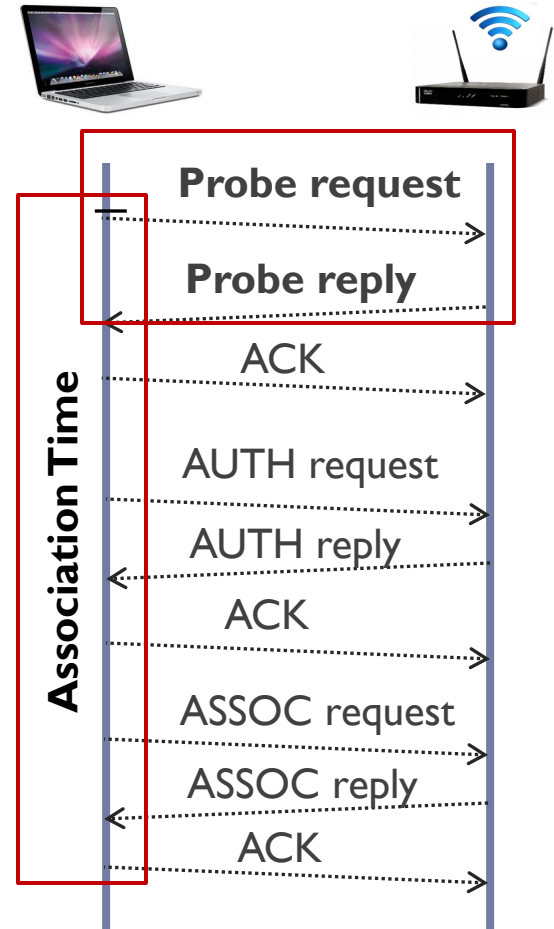 Probe request
Probe reply
ACK
AUTH request
AUTH reply
ACK
ASSOC request
ASSOC reply
ACK
Association Time